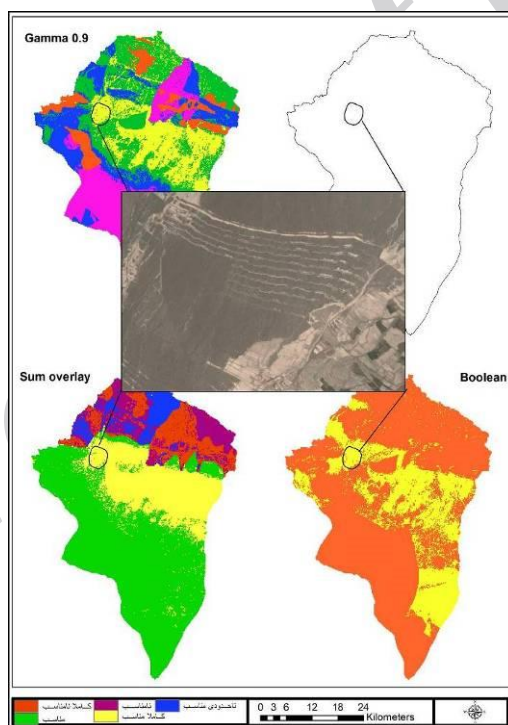 Gamma 0.9
Sum overlay
Boolean
کاملا نامناسب
نامناسب
تاحدودی مناسب
مناسب
کاملا مناسب
0 3 6 12 18 24
Kilometers